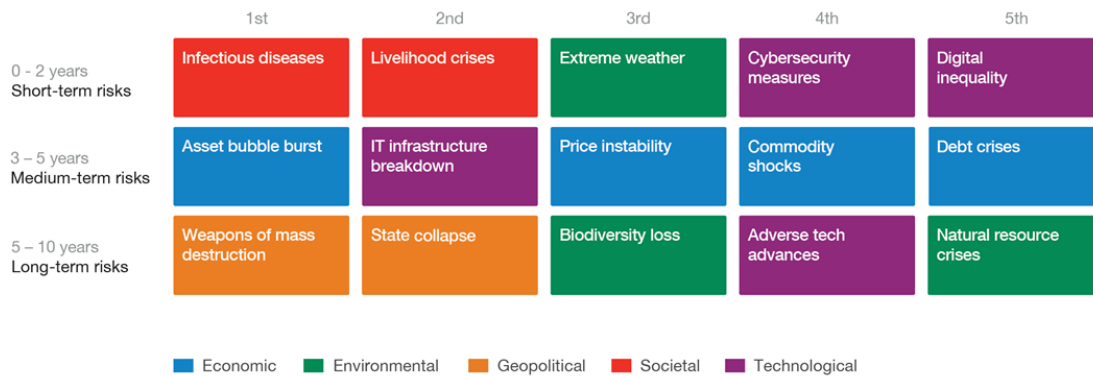 1st 2nd 3rd 4th 5th
0 - 2 years
Short-term risks
Infectious diseases
Livelihood crises
Extreme weather
Cybersecurity
measures
Digital
inequality
3 – 5 years
Medium-term risks
Asset bubble burst
IT infrastructure
breakdown
Price instability
Commodity
shocks
Debt crises
5 – 10 years
Long-term risks
Weapons of mass
destruction
State collapse
Biodiversity loss
Adverse tech
advances
Natural resource
crises
Economic Environmental Geopolitical Societal Technological